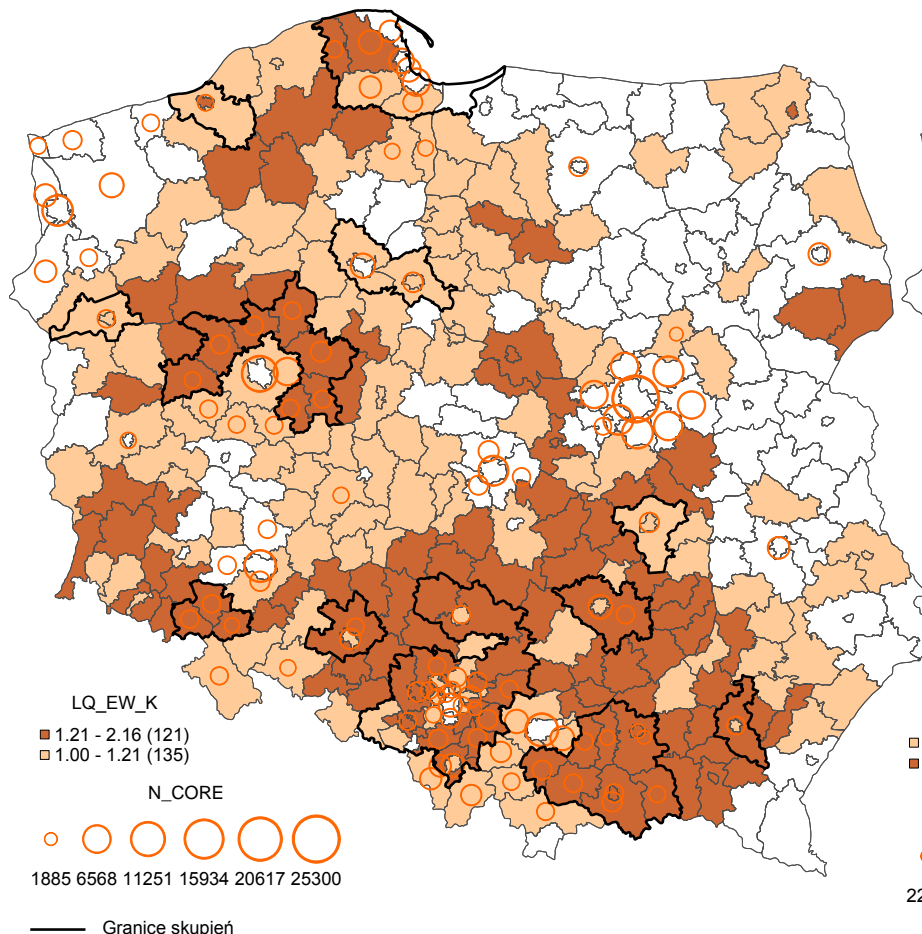 LQ_EW_K
1.21 - 2.16 (121)
1.00 - 1.21 (135)
N_CORE
1885 6568 11251 15934 20617 25300
22
Granice skupień